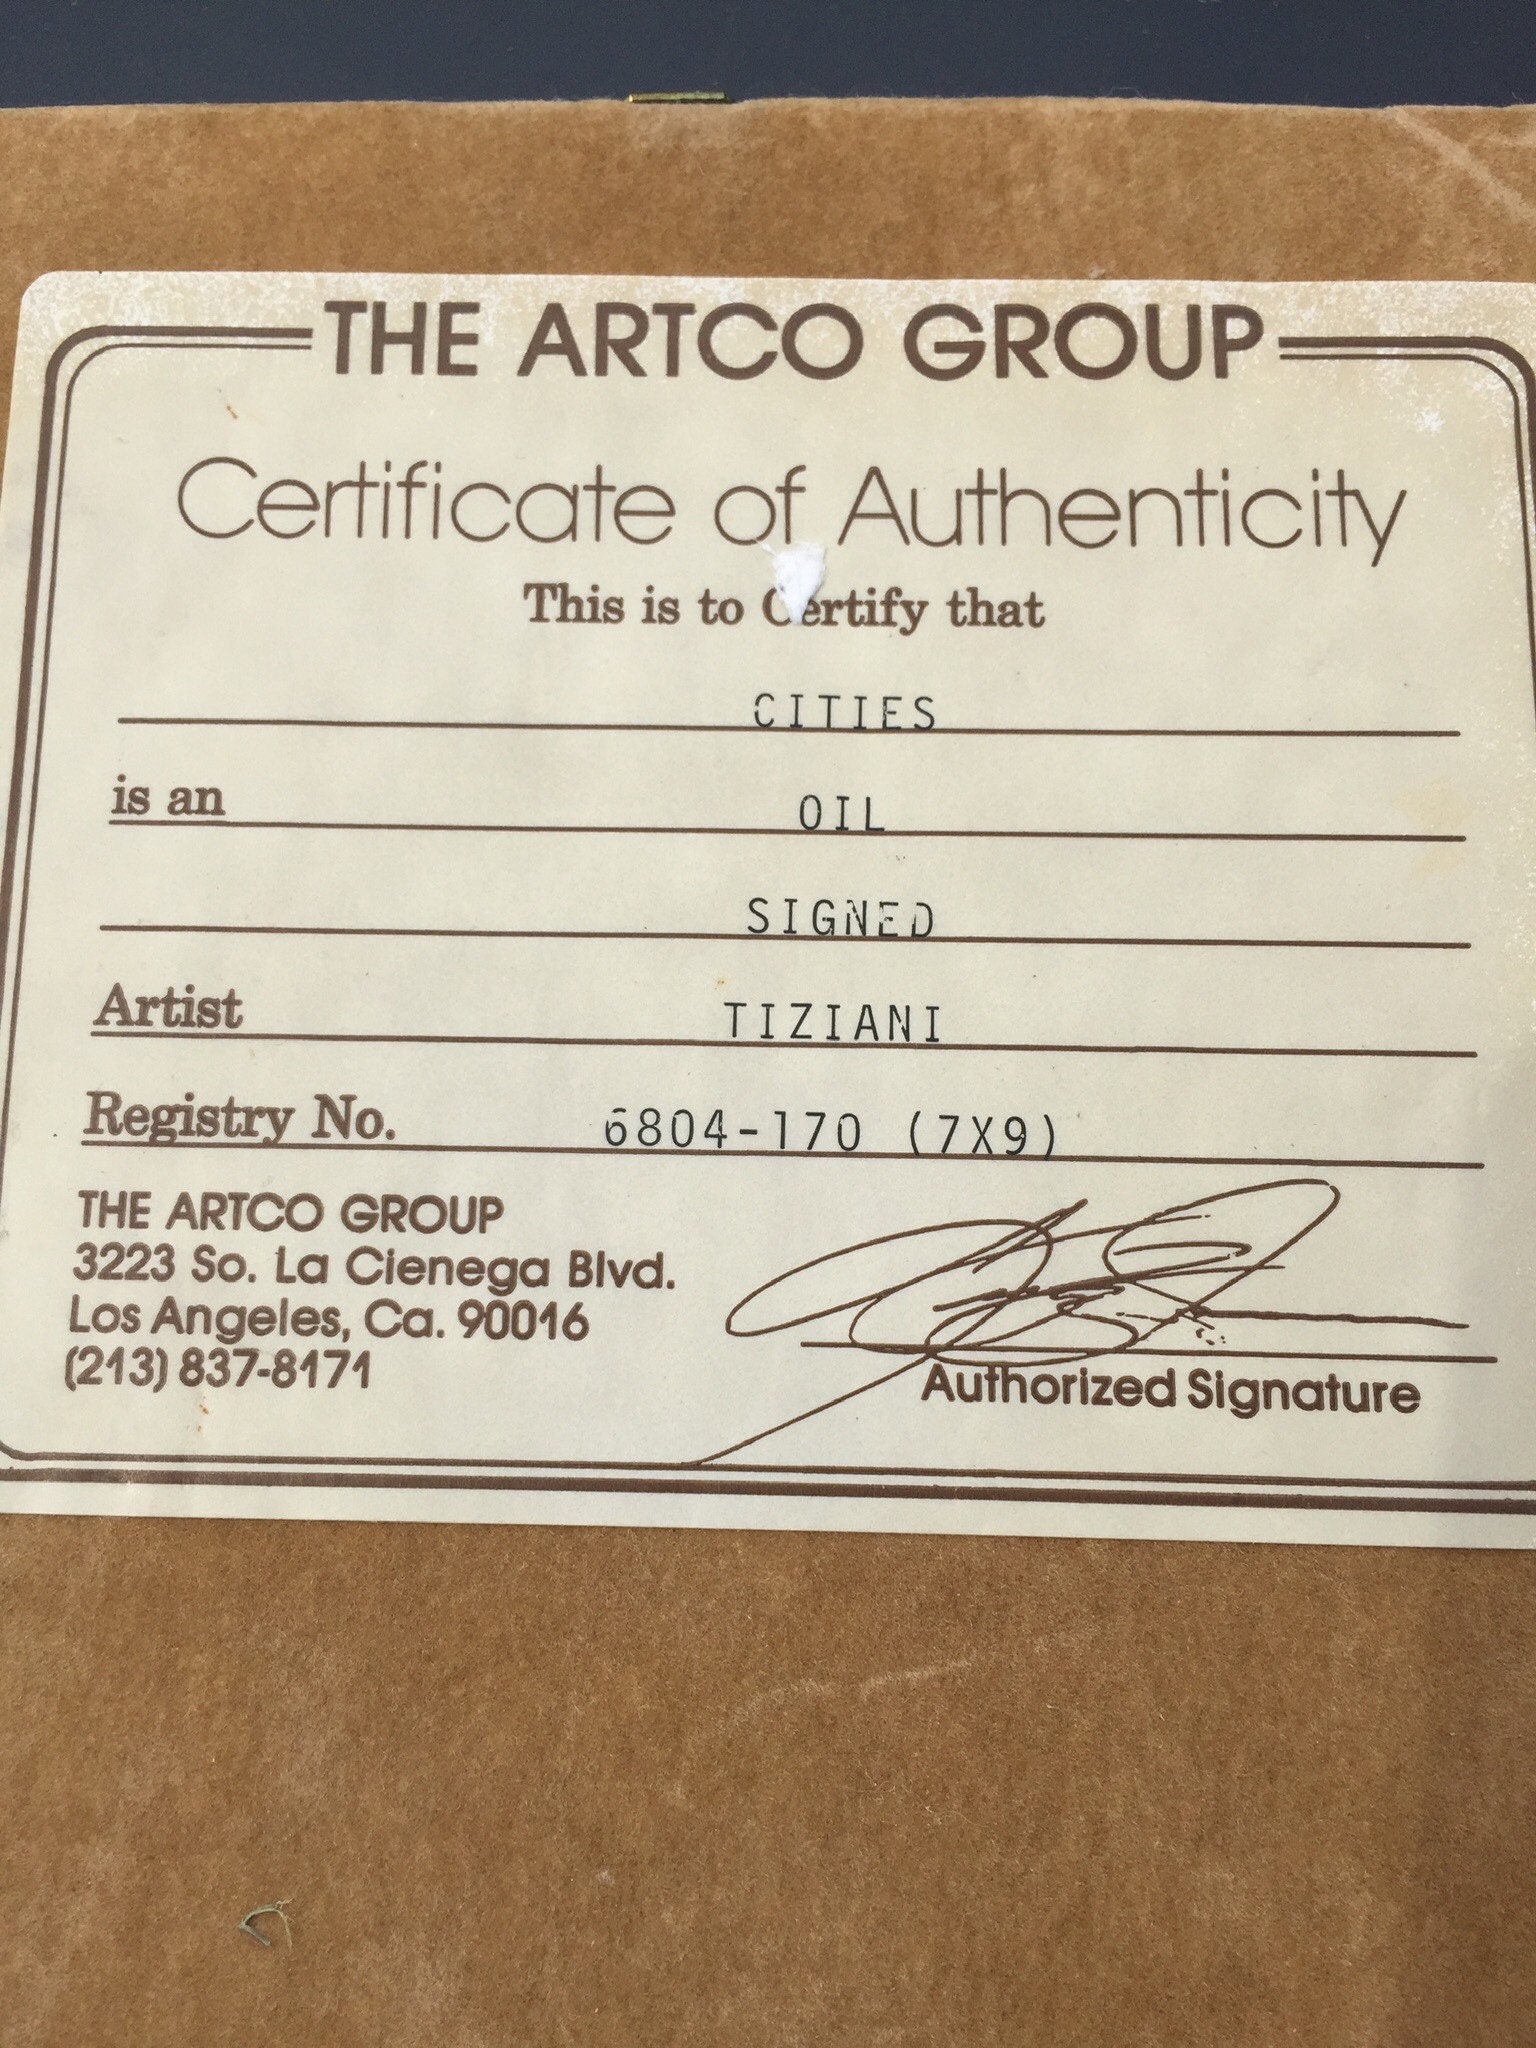 THE ARTCO GROUP
Certificate of Authenticity
This is to Certify that
CITIES
is an OIL
SIGNED
Artist TIZIANI
Registry No. 6804-170 (7X9)
THE ARTCO GROUP
3223 So. La Cienega Blvd.
Los Angeles, Ca. 90016
(213) 837-8171
Authorized Signature